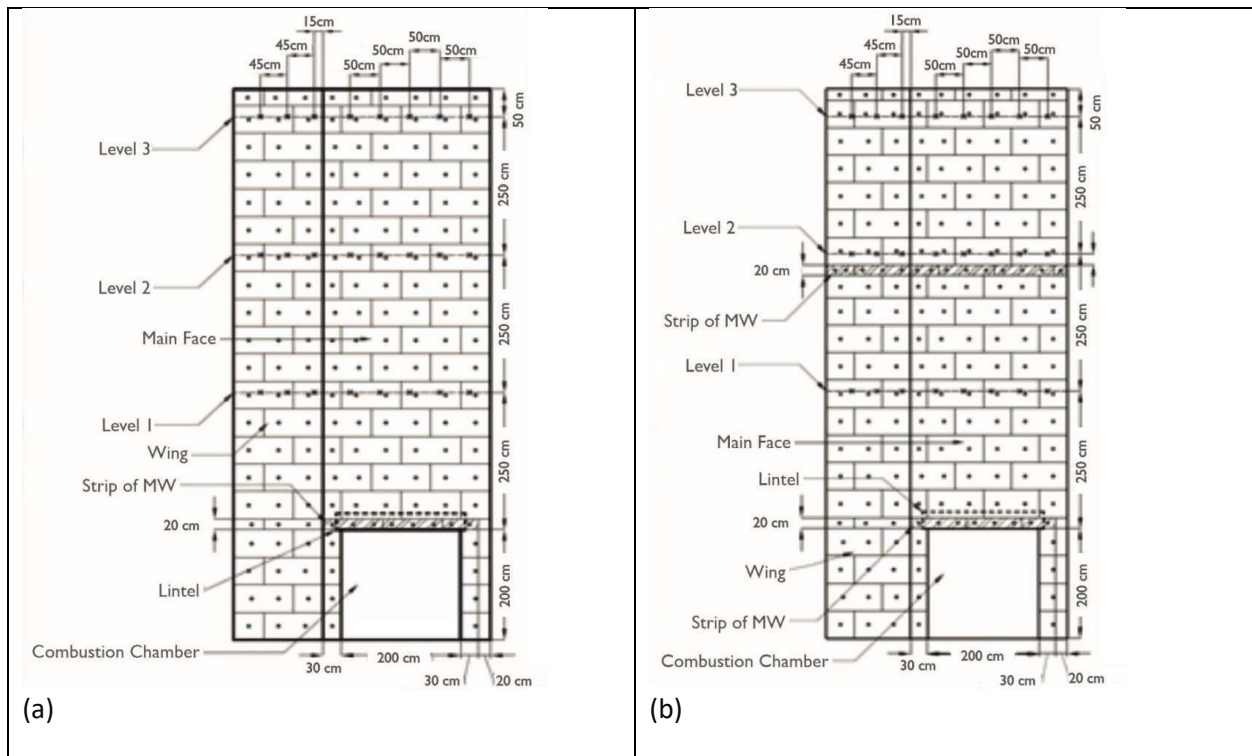 15cm
50cm
45cm
50cm
50cm
45cm
50cm
50 cm
Level 3
250 cm
Level 2
250 cm
Main Face
Level 1
Wing
250 cm
Strip of MW
20 cm
Lintel
200 cm
Combustion Chamber
30 cm
200 cm
30 cm
20 cm
(a)
15cm
50cm
45cm
50cm
50cm
45cm
50cm
Level 3
50 cm
250 cm
Level 2
20 cm
Strip of MW
250 cm
Level 1
Main Face
250 cm
Lintel
20 cm
Wing
200 cm
Strip of MW
Combustion Chamber
30 cm
200 cm
30 cm
20 cm
(b)